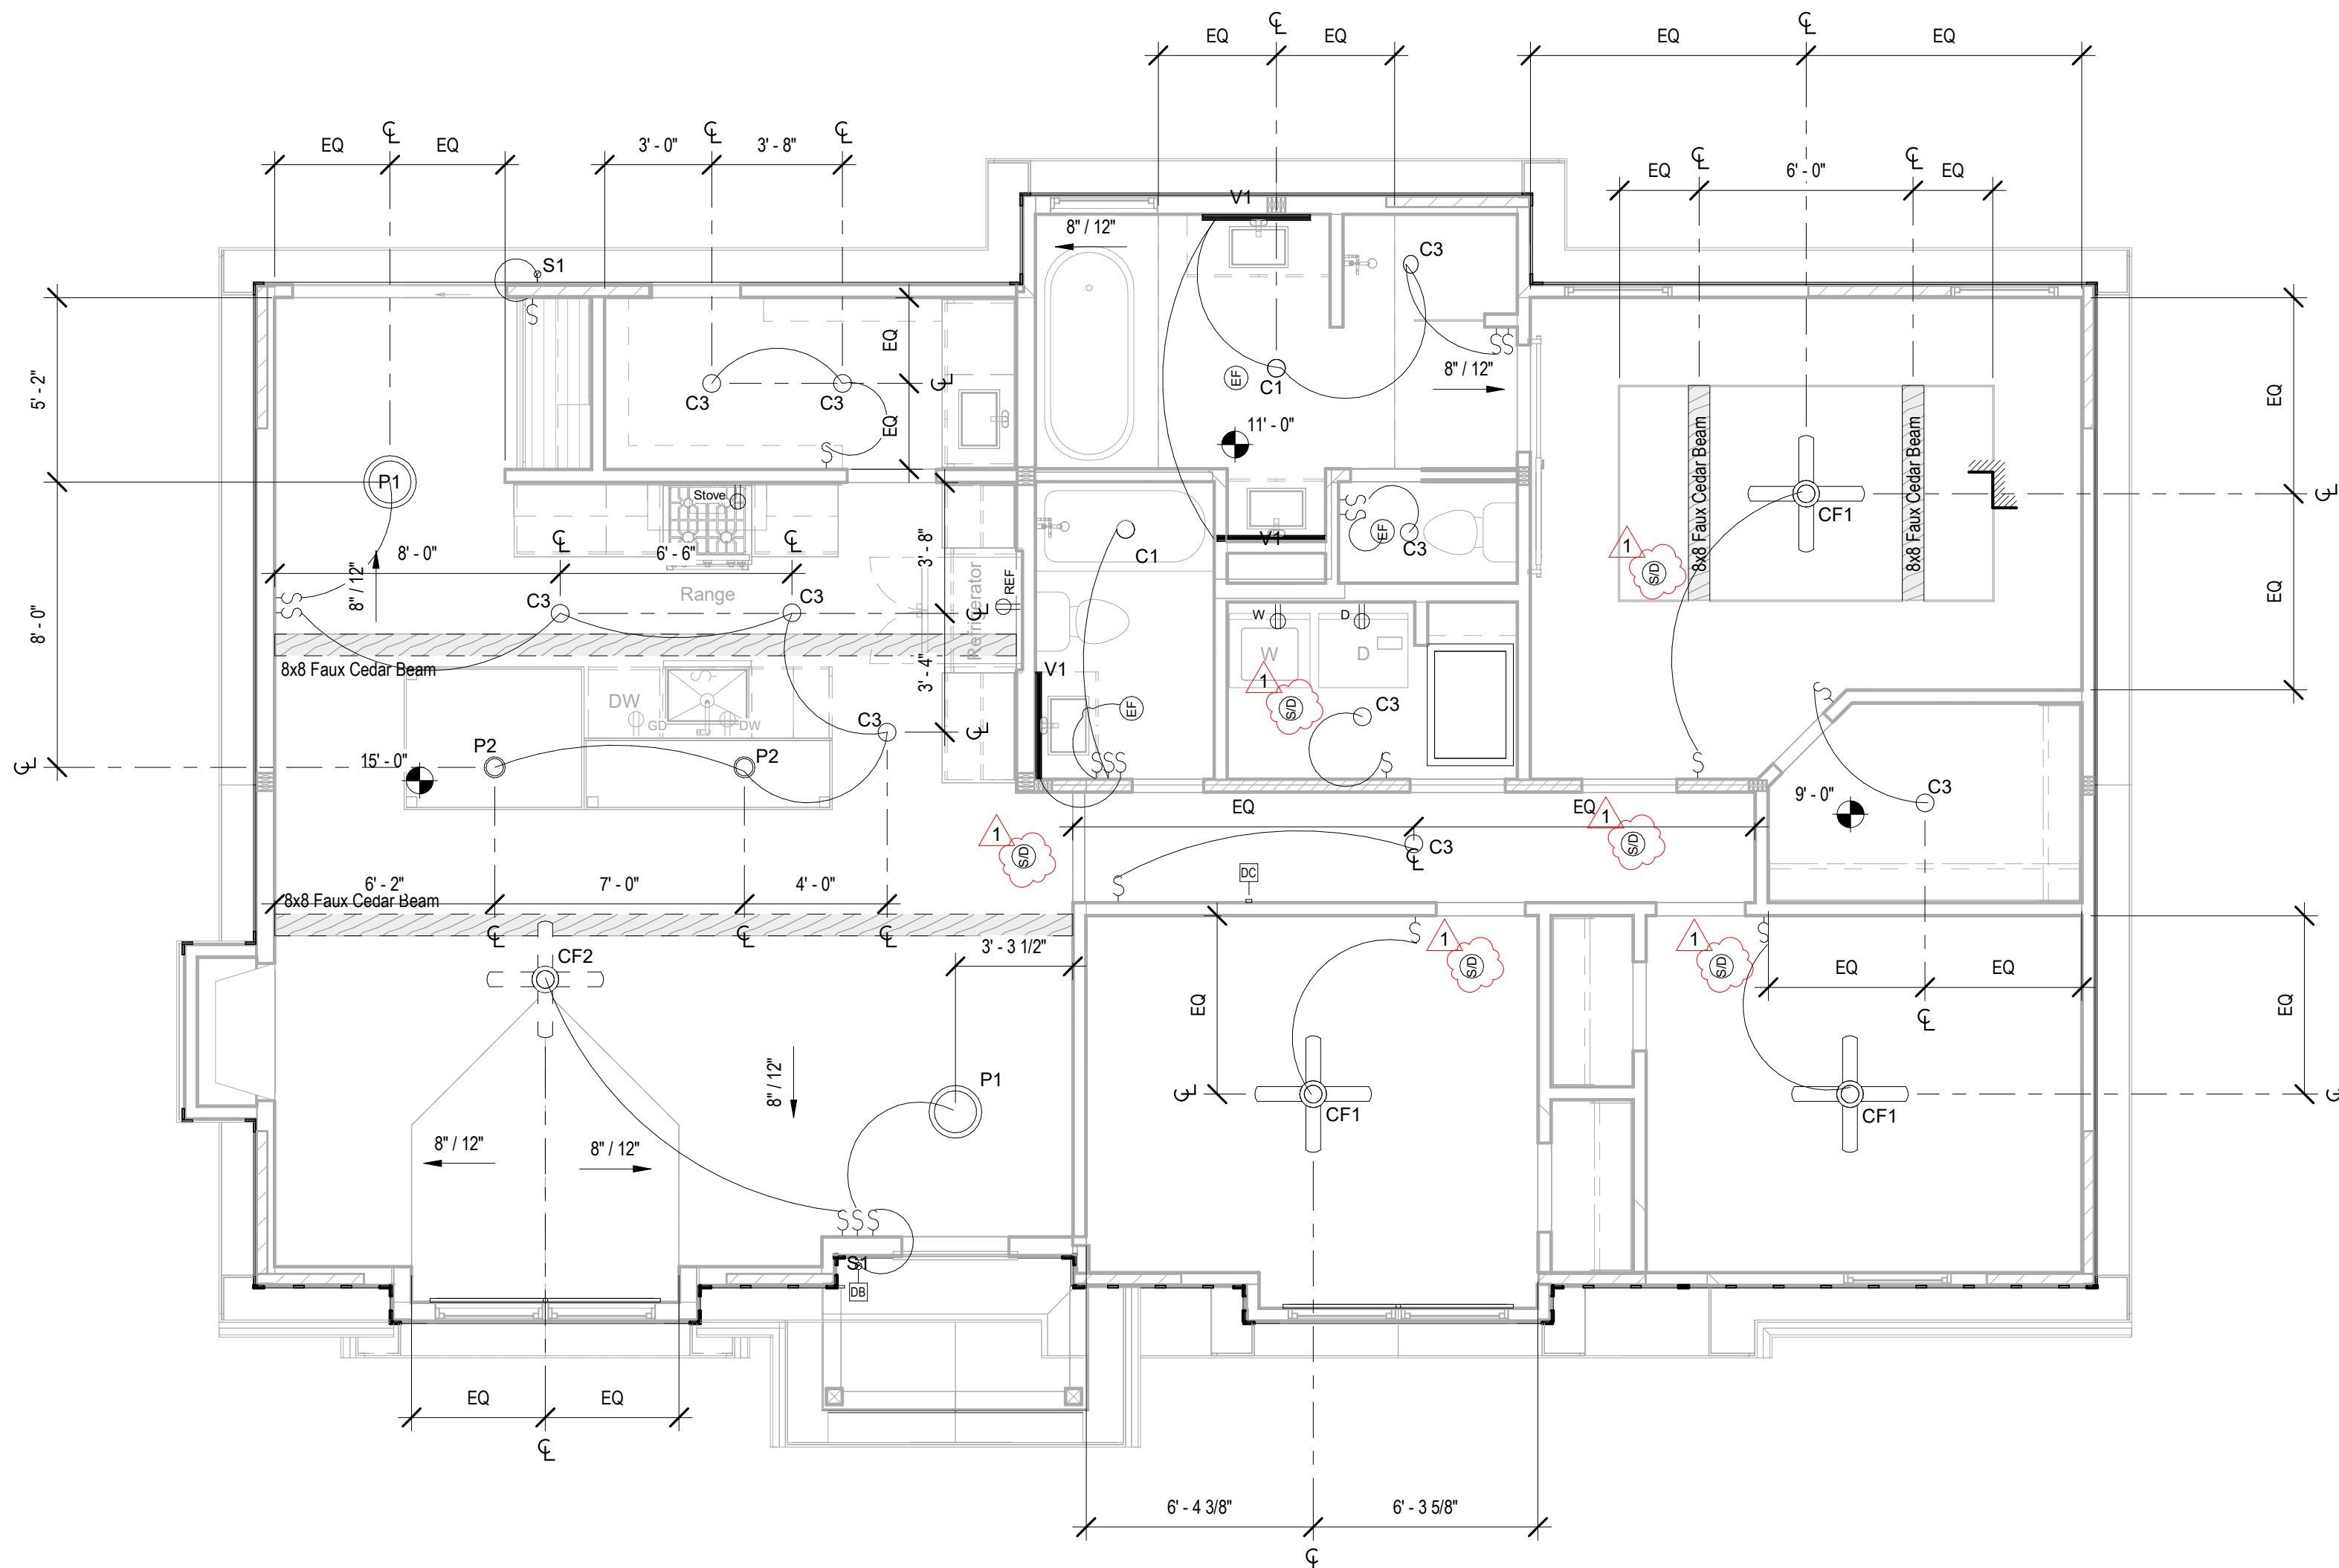 EQ
EQ
EQ
EQ
EQ
EQ
3' - 0"
3' - 8"
EQ
6' - 0"
EQ
V1
8" / 12"
S1
C3
EQ
5' - 2"
8" / 12"
EQ
C3
C3
EF
C1
EQ
11' - 0"
8x8 Faux Cedar Beam
8x8 Faux Cedar Beam
P1
Stove
CF1
8' - 0"
6' - 6"
3' - 8"
C1
V1
EF
C3
1
S/D
8" / 12"
Range
REF
Refrigerator
EQ
C3
C3
W
D
8' - 0"
W
D
8x8 Faux Cedar Beam
3' - 4"
V1
1
S/D
DW
GD
DW
C3
EF
C3
P2
P2
15' - 0"
C3
9' - 0"
EQ
EQ
1
S/D
1
S/D
C3
DC
6' - 2"
7' - 0"
4' - 0"
8x8 Faux Cedar Beam
3' - 3 1/2"
1
S/D
1
S/D
CF2
EQ
EQ
EQ
EQ
8" / 12"
P1
CF1
CF1
8" / 12"
8" / 12"
S1
DB
EQ
EQ
6' - 4 3/8"
6' - 3 5/8"